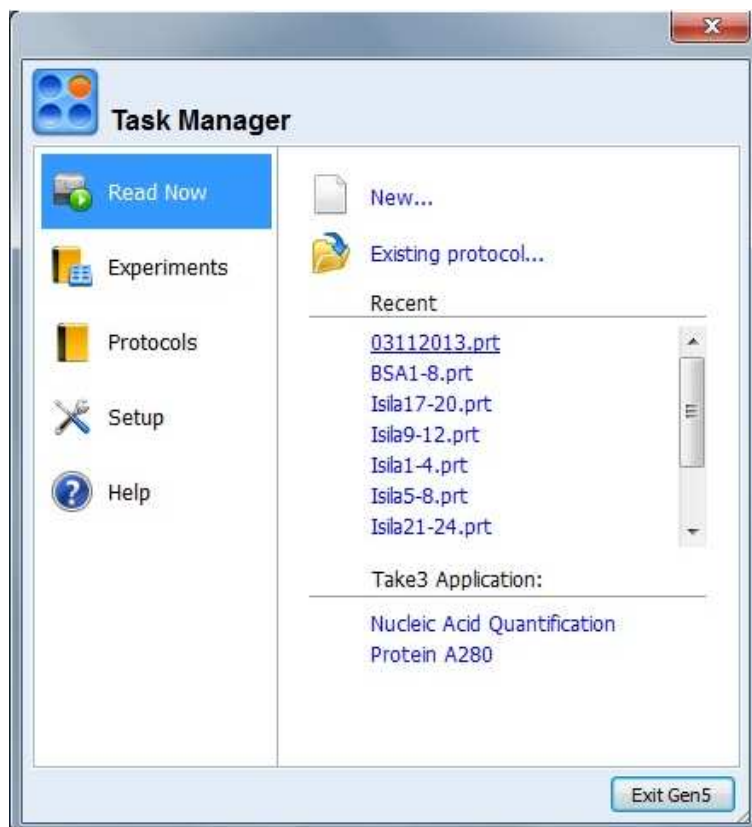 Task Manager
Read Now
Experiments
Protocols
Setup
Help
New...
Existing protocol...
Recent
03112013.prt
BSA1-8.prt
Isila17-20.prt
Isila9-12.prt
Isila1-4.prt
Isila5-8.prt
Isila21-24.prt
Take3 Application:
Nucleic Acid Quantification
Protein A280
Exit Gen5